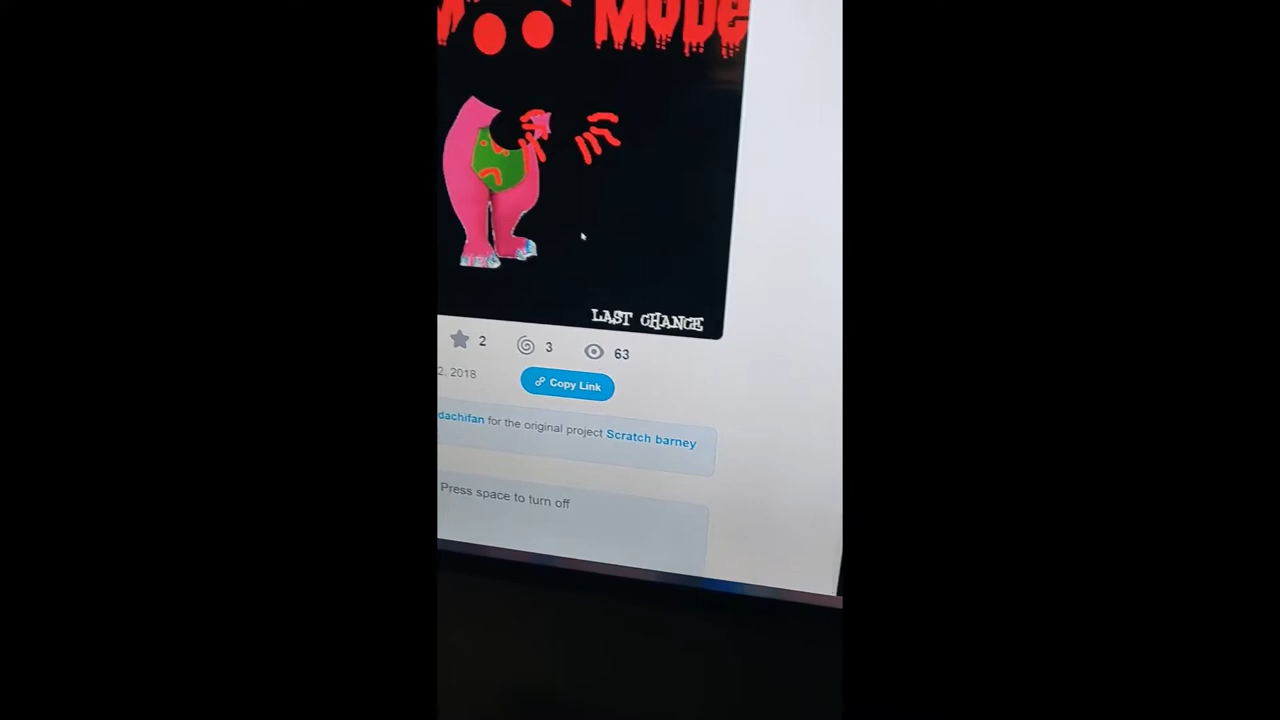 MODE
LAST CHANCE
2 3 63
2, 2018
Copy Link
dachifan for the original project Scratch barney
Press space to turn off